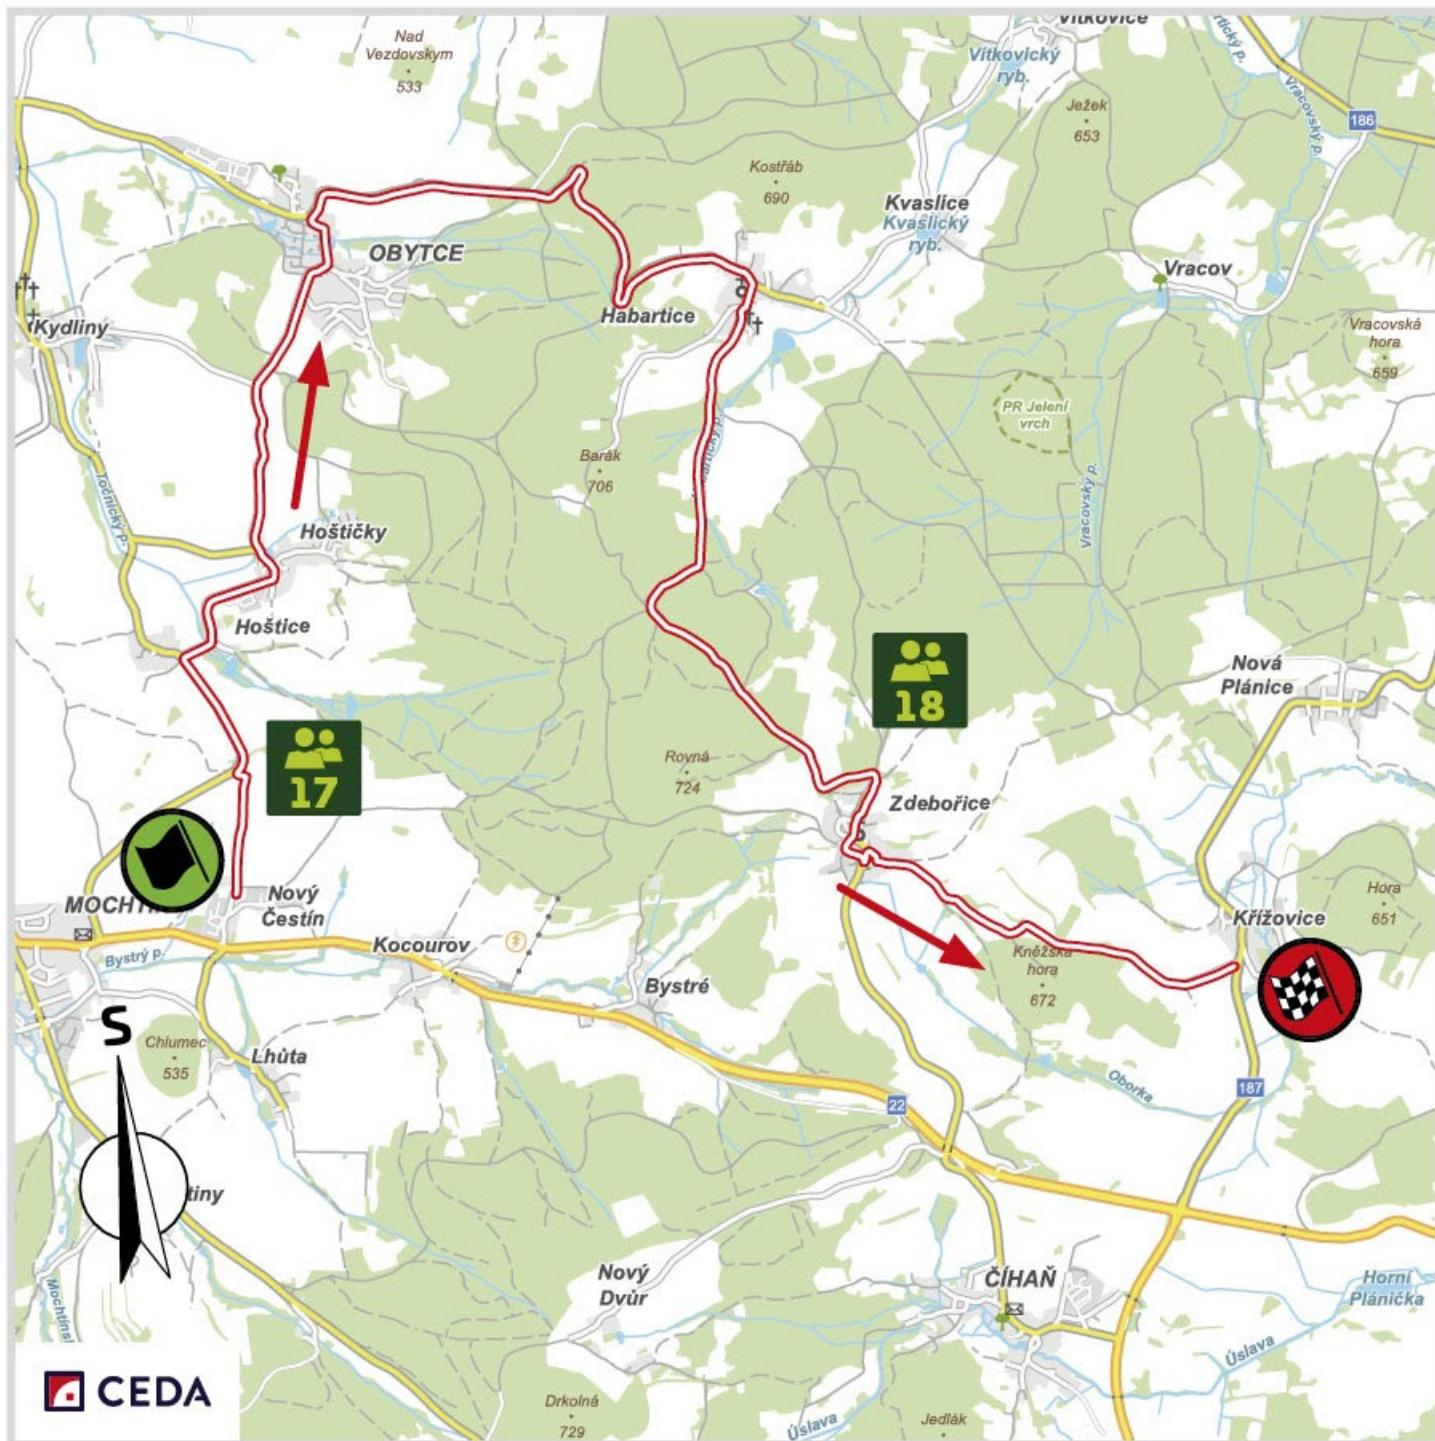 Nad
Vezdovskym
533
Vítkovice
Vítkovický
ryb.
Vracovský p.
186
Ježek
653
Kostřáb
690
Kvaslice
Kvaslický
ryb.
OBYTCE
Vracov
Kydliny
Habartice
Vracovská
hora
659
PR Jelení
vrch
Barák
706
Točnický p.
Vracovský p.
Hoštičky
Hoštice
18
Nová
Plánice
17
Rovná
724
Zdebořice
Nový
Čestín
Hora
651
Křížovice
Kocourov
Bystrý p.
Kněžská
hora
672
Bystré
S
Chlumec
535
Lhůta
Oborka
187
22
Nový
Dvůr
ČÍHAŇ
Horní
Plánička
Úslava
CEDA
Drkolná
729
Úslava
Jedlák